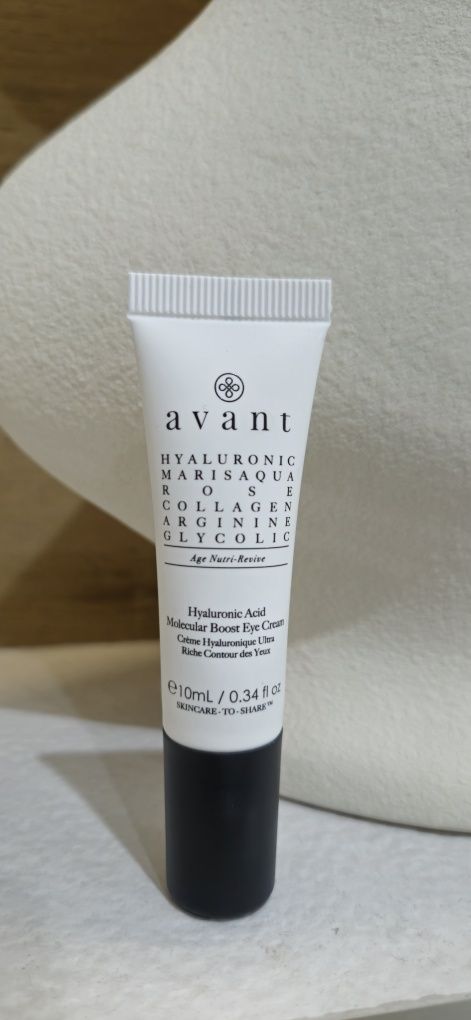 avant
HYALURONIC
MARISAQUA
ROSE
COLLAGEN
ARGININE
GLYCOLIC
Age Nutri-Revive
Hyaluronic Acid
Molecular Boost Eye Cream
Crème Hyaluronique Ultra
Riche Contour des Yeux
℮10mL / 0.34 fl oz
SKINCARE-TO-SHARE™